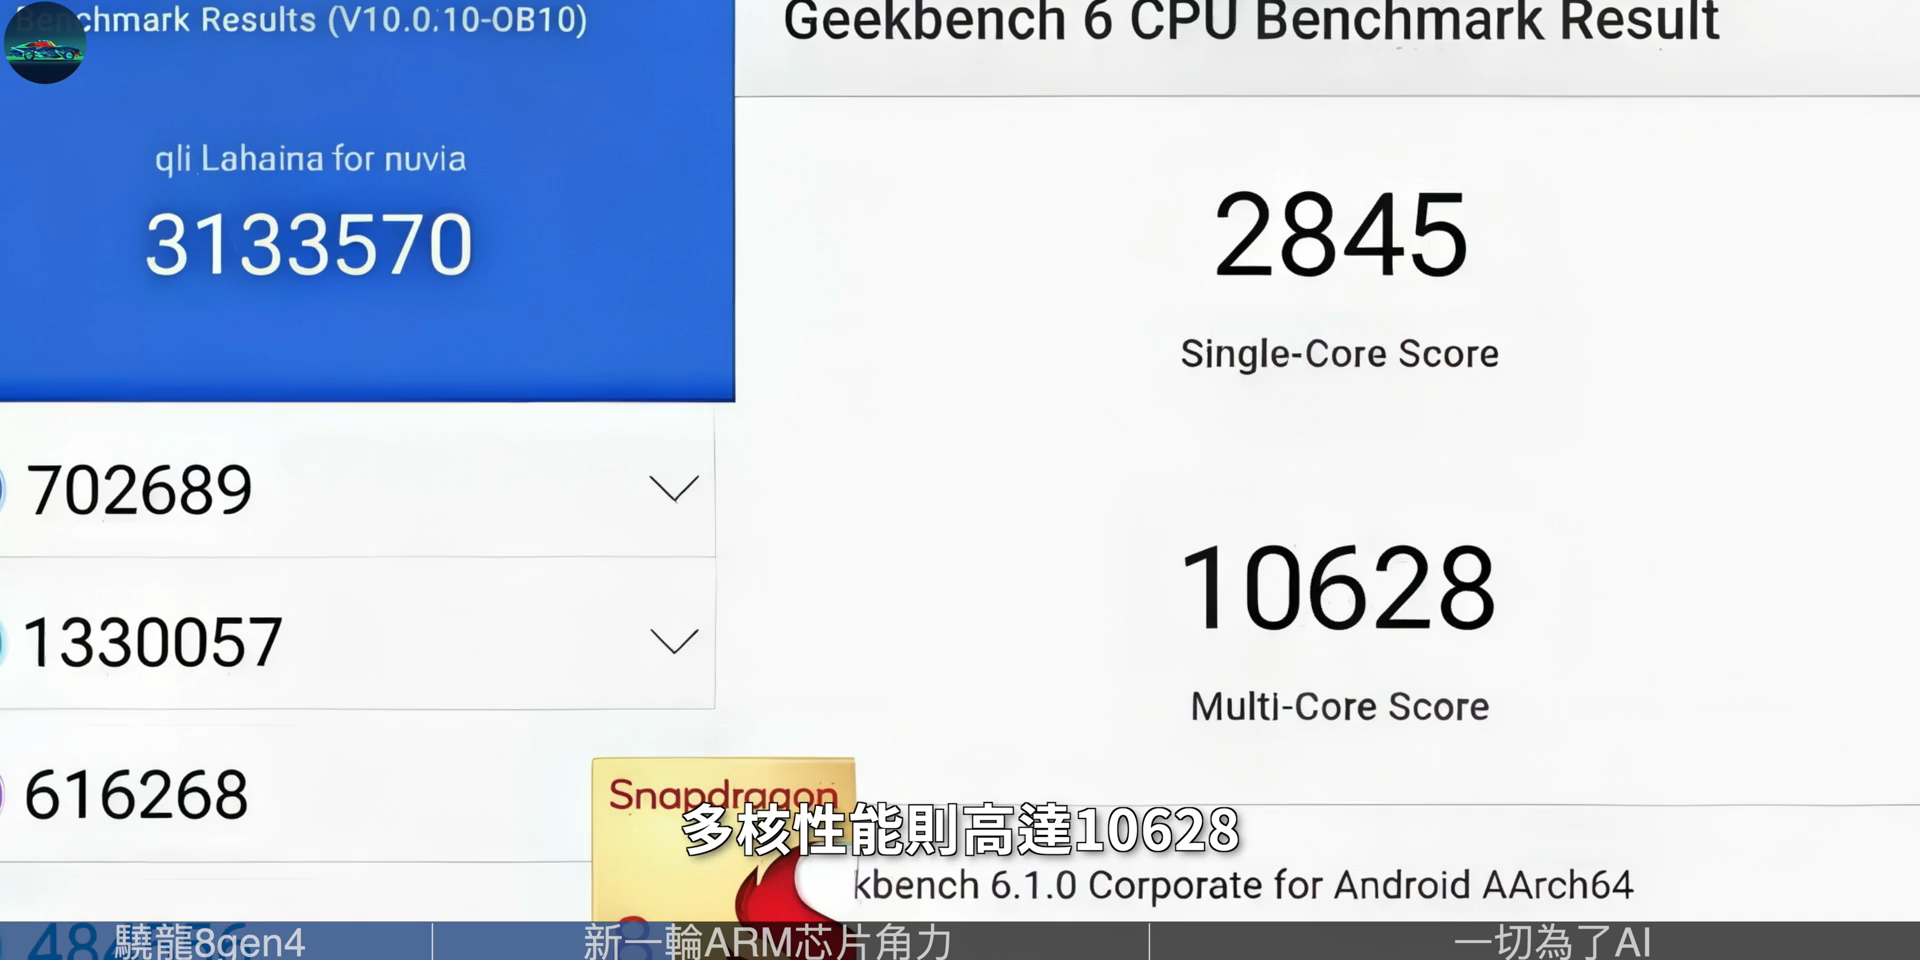 Benchmark Results (V10.0.10-OB10)
qli Lahaina for nuvia
3133570
702689
1330057
616268
Geekbench 6 CPU Benchmark Result
2845
Single-Core Score
10628
Multi-Core Score
Snapdragon
多核性能則高達10628
kbench 6.1.0 Corporate for Android AArch64
驍龍8gen4
新一輪ARM芯片角力
一切為了AI